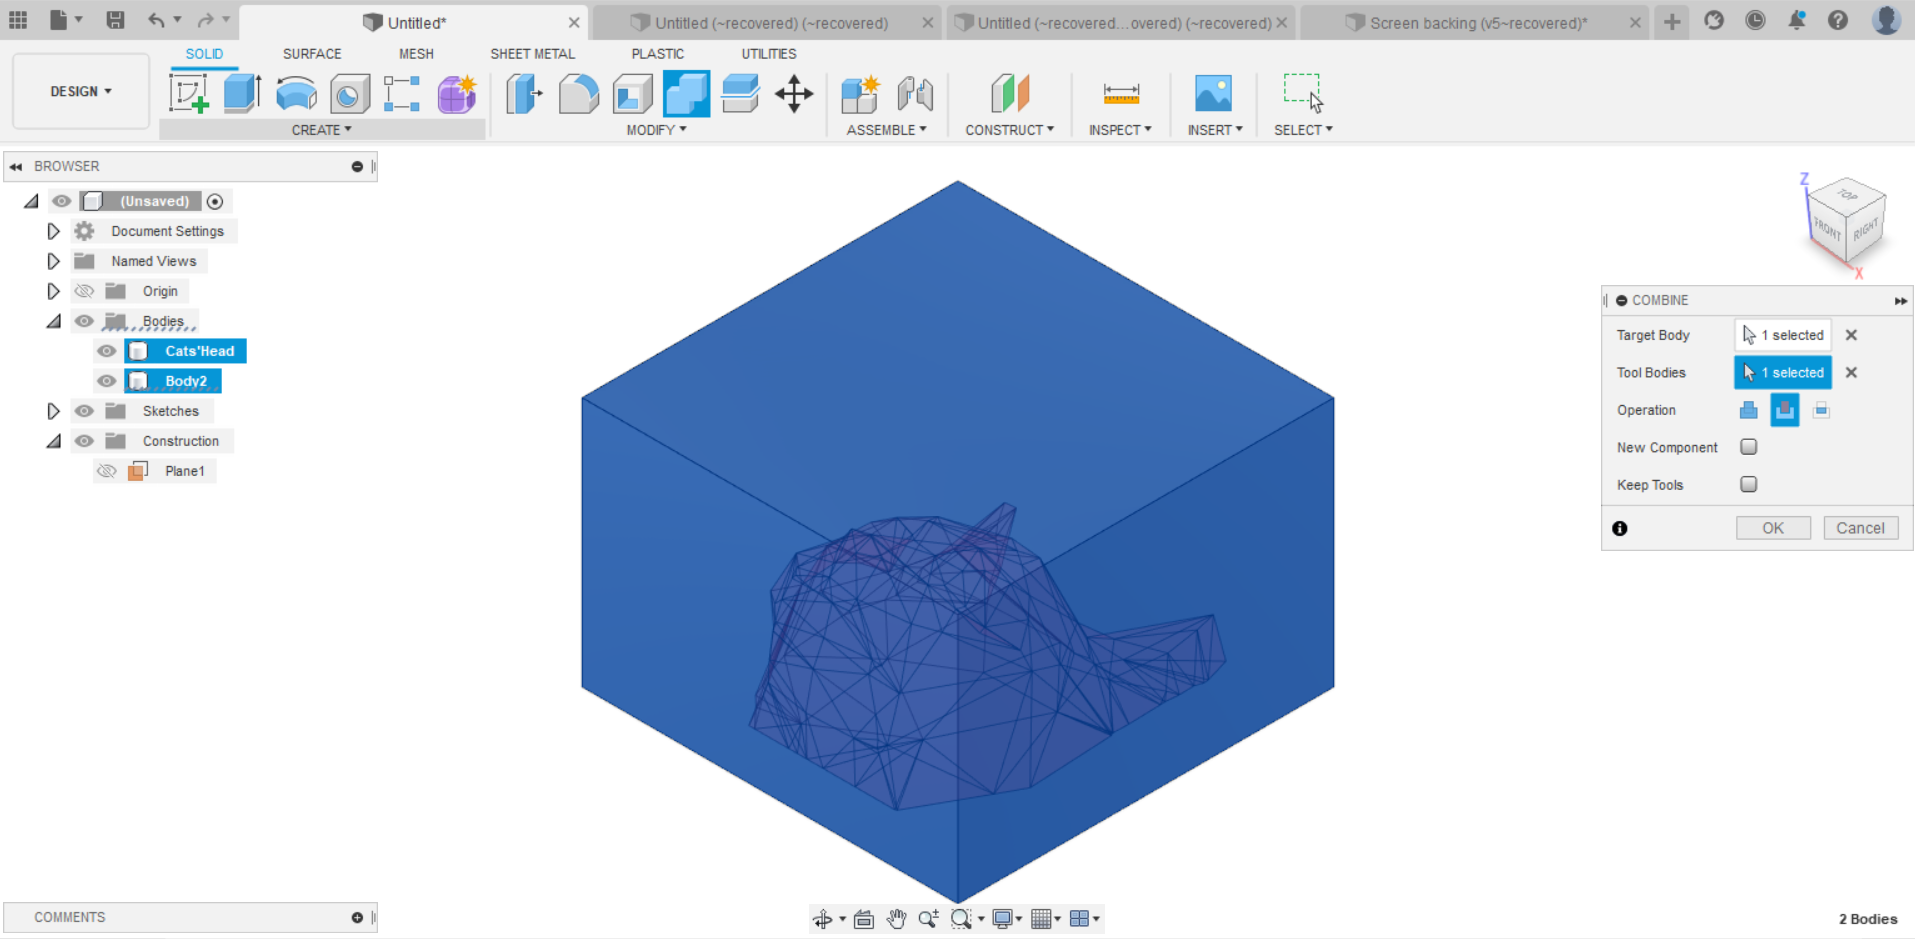 Untitled*
Untitled (~recovered) (~recovered)
Untitled (~recovered...overed) (~recovered)
Screen backing (v5~recovered)*
SOLID
SURFACE
MESH
SHEET METAL
PLASTIC
UTILITIES
DESIGN
CREATE
MODIFY
ASSEMBLE
CONSTRUCT
INSPECT
INSERT
SELECT
BROWSER
(Unsaved)
Document Settings
Named Views
Origin
Bodies
Cats'Head
Body2
Sketches
Construction
Plane1
Z
TOP
FRONT
RIGHT
X
COMBINE
Target Body
1 selected
Tool Bodies
1 selected
Operation
New Component
Keep Tools
OK
Cancel
COMMENTS
2 Bodies